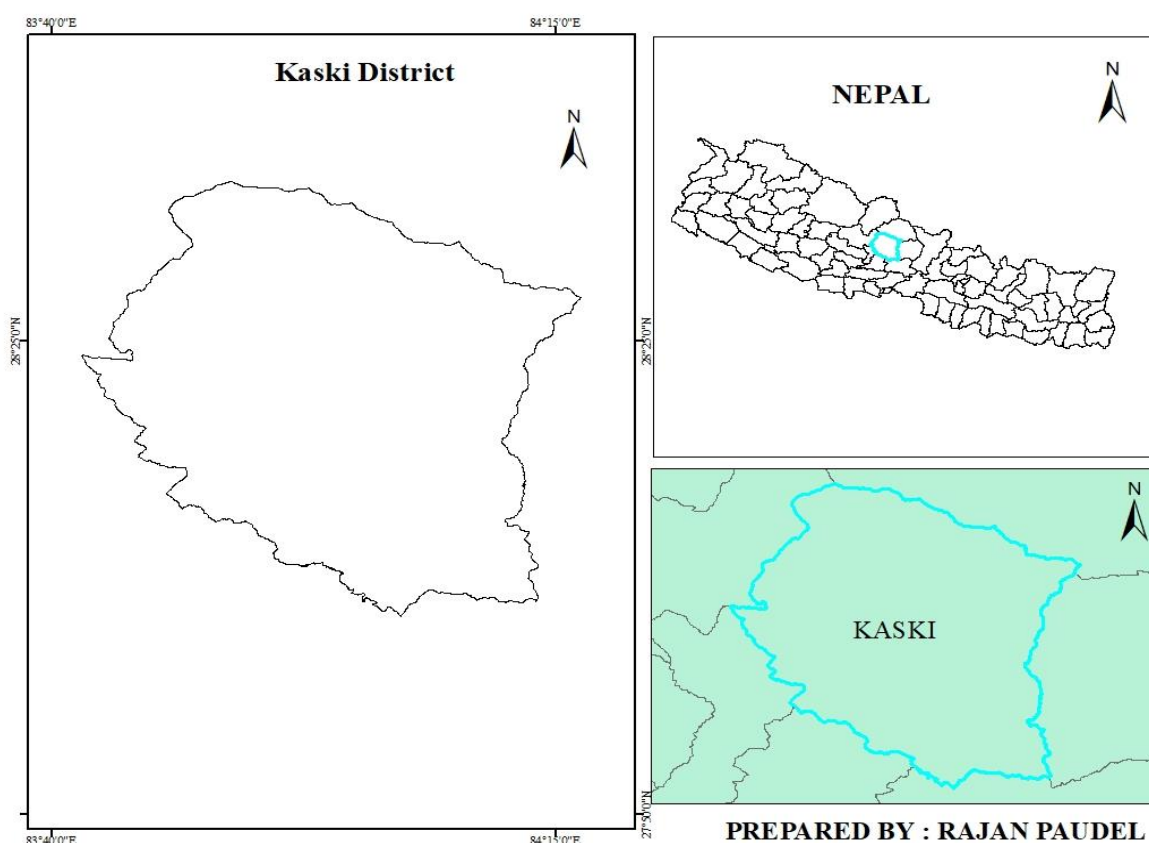 83°40'0"E
84°15'0"E
Kaski District
N
28°25'0"N
28°25'0"N
27°50'0"N
83°40'0"E
84°15'0"E
NEPAL
N
N
KASKI
PREPARED BY : RAJAN PAUDEL